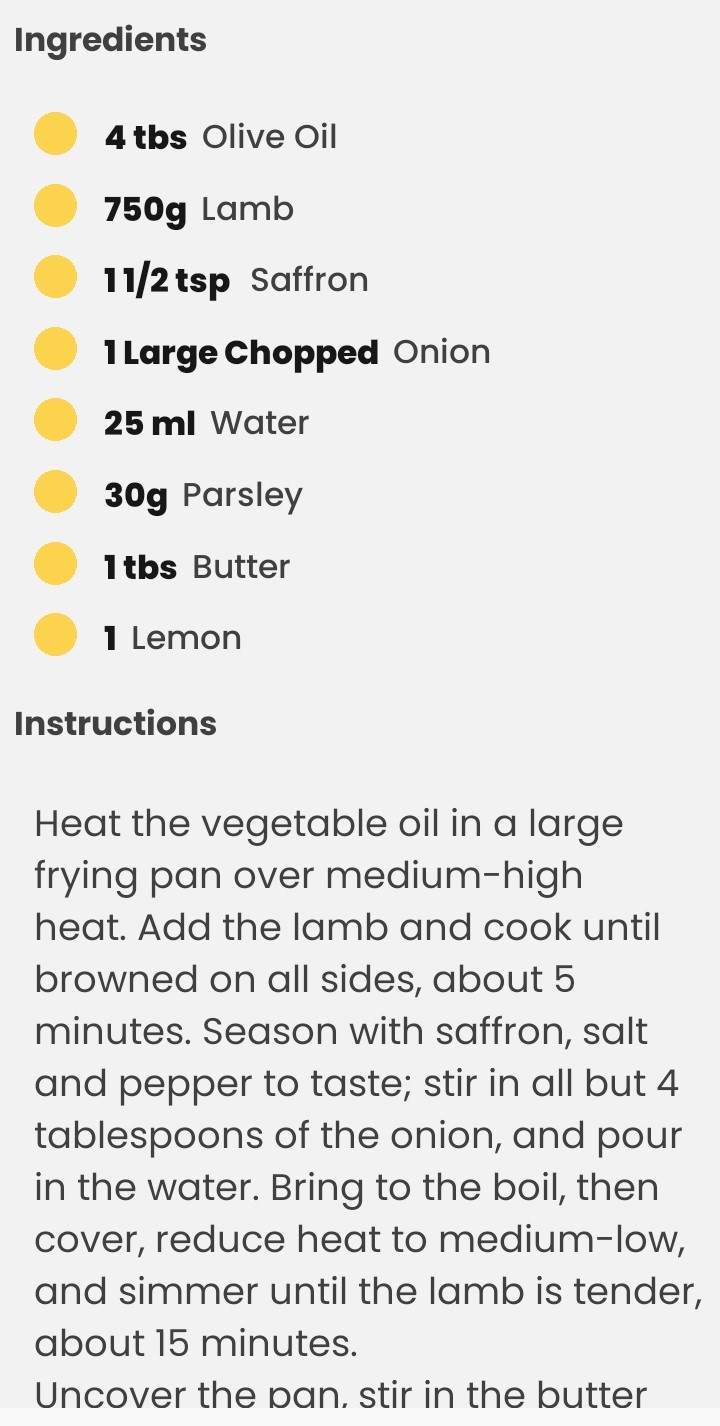 Ingredients
4 tbs Olive Oil
750g Lamb
1 1/2 tsp Saffron
1 Large Chopped Onion
25 ml Water
30g Parsley
1 tbs Butter
1 Lemon
Instructions
Heat the vegetable oil in a large
frying pan over medium-high
heat. Add the lamb and cook until
browned on all sides, about 5
minutes. Season with saffron, salt
and pepper to taste; stir in all but 4
tablespoons of the onion, and pour
in the water. Bring to the boil, then
cover, reduce heat to medium-low,
and simmer until the lamb is tender,
about 15 minutes.
Uncover the pan, stir in the butter